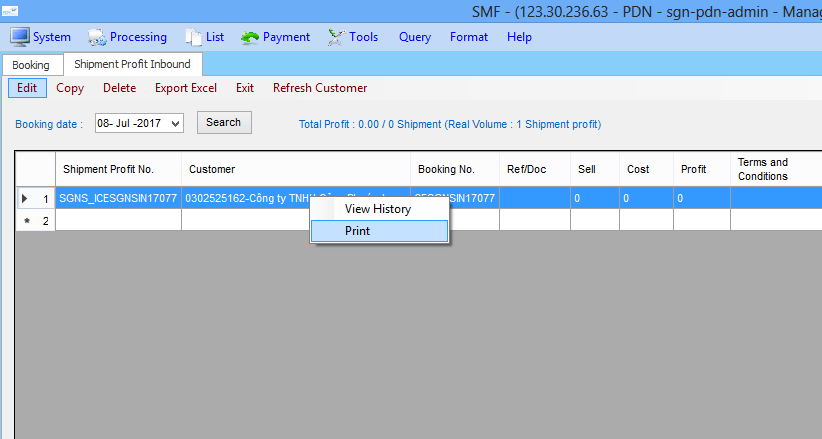 SMF - (123.30.236.63 - PDN - sgn-pdn-admin - Manag
System Processing List Payment Tools Query Format Help
Booking Shipment Profit Inbound
Edit Copy Delete Export Excel Exit Refresh Customer
Booking date : 08- Jul -2017 Search Total Profit : 0.00 / 0 Shipment (Real Volume : 1 Shipment profit)
Shipment Profit No. Customer Booking No. Ref/Doc Sell Cost Profit Terms and
Conditions
1 SGNS_ICESGNSIN17077 0302525162-Công ty TNHH ESGNSIN17077 0 0 0
View History
* 2
Print